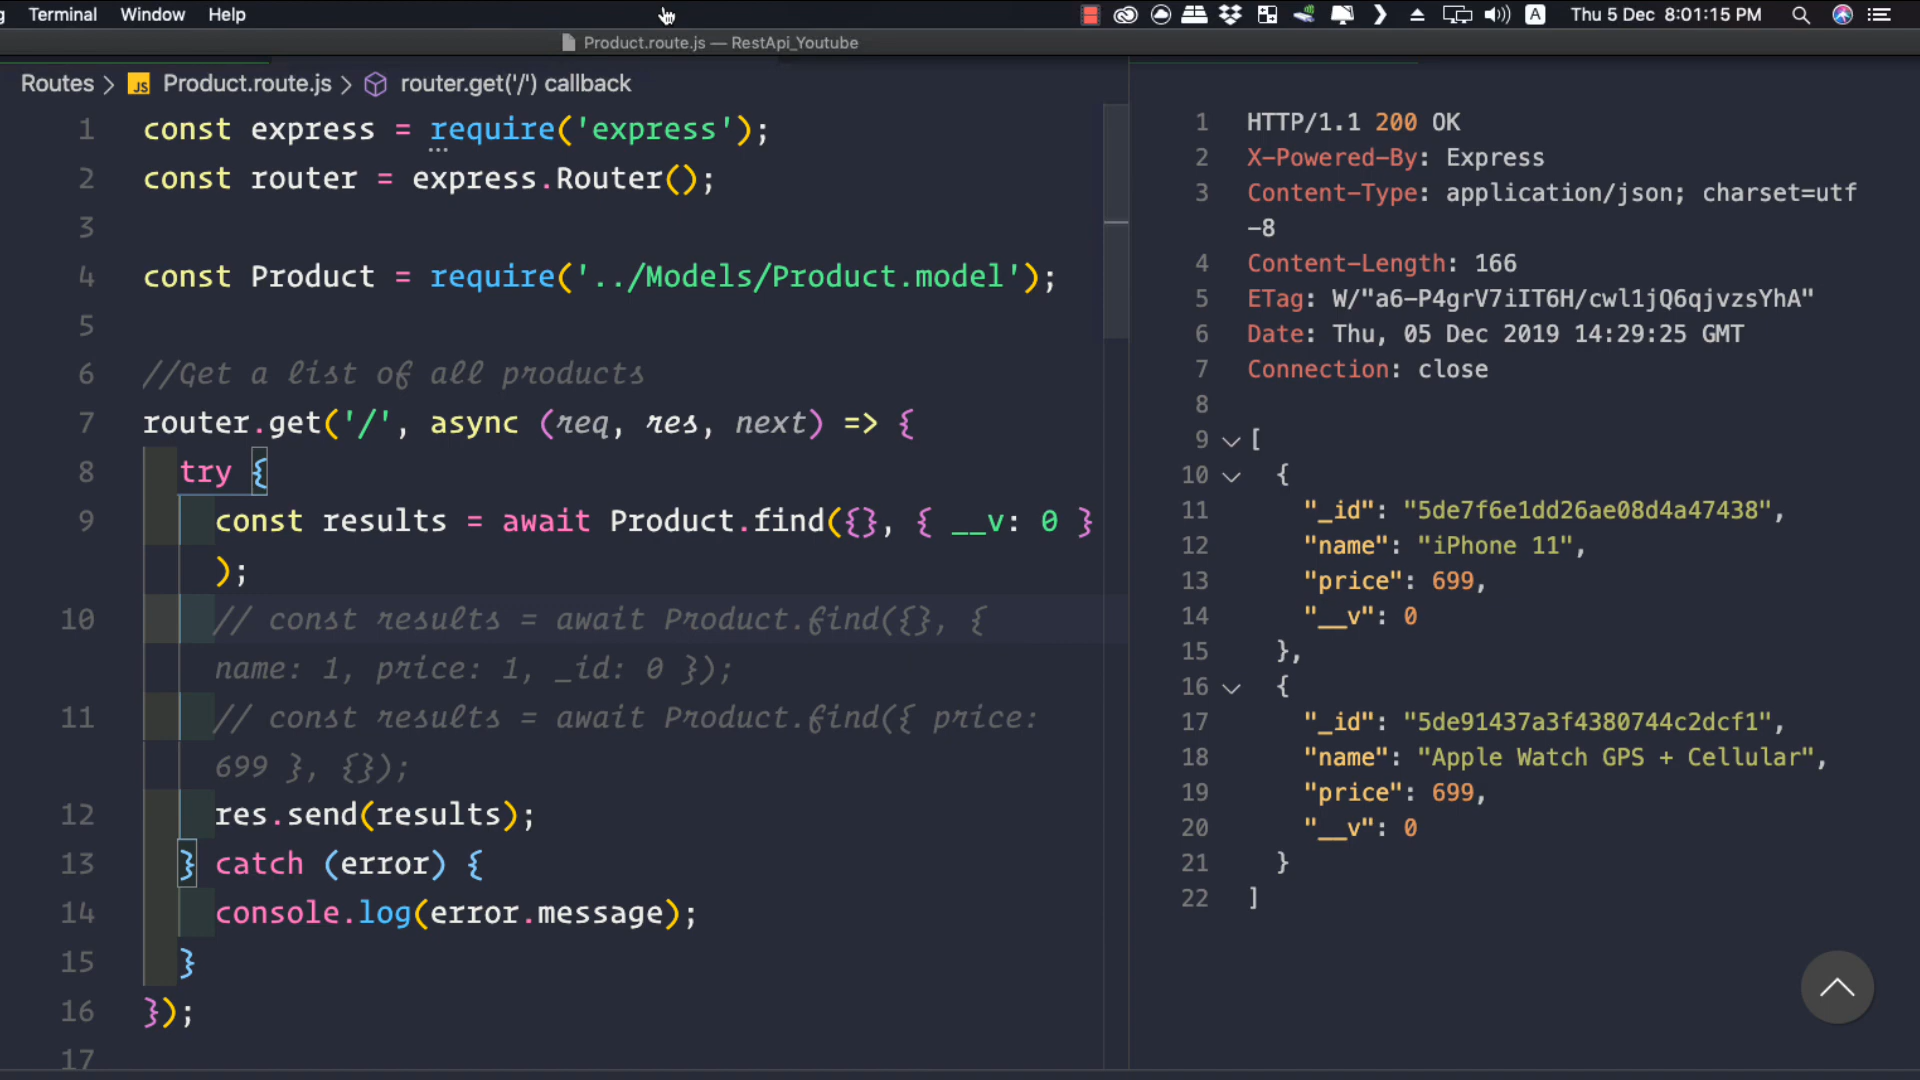 Terminal Window Help
A Thu 5 Dec 8:01:15 PM
Product.route.js — RestApi_Youtube
Routes > JS Product.route.js > router.get('/') callback
1 const express = require('express');
2 const router = express.Router();
3
4 const Product = require('../Models/Product.model');
5
6 //Get a list of all products
7 router.get('/', async (req, res, next) => {
8 try {
9 const results = await Product.find({}, { __v: 0 }
);
10 // const results = await Product.find({}, {
name: 1, price: 1, _id: 0 });
11 // const results = await Product.find({ price:
699 }, {});
12 res.send(results);
13 } catch (error) {
14 console.log(error.message);
15 }
16 });
17
1 HTTP/1.1 200 OK
2 X-Powered-By: Express
3 Content-Type: application/json; charset=utf
-8
4 Content-Length: 166
5 ETag: W/"a6-P4grV7iIT6H/cwl1jQ6qjvzsYhA"
6 Date: Thu, 05 Dec 2019 14:29:25 GMT
7 Connection: close
8
9 [
10 {
11 "_id": "5de7f6e1dd26ae08d4a47438",
12 "name": "iPhone 11",
13 "price": 699,
14 "__v": 0
15 },
16 {
17 "_id": "5de91437a3f4380744c2dcf1",
18 "name": "Apple Watch GPS + Cellular",
19 "price": 699,
20 "__v": 0
21 }
22 ]